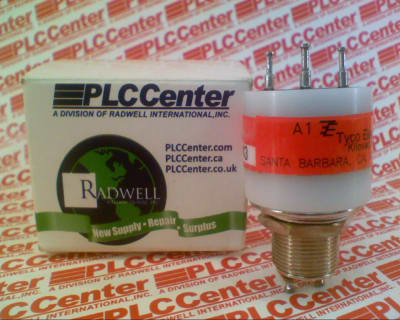 PLCCenter
A DIVISION OF RADWELL INTERNATIONAL, INC.
PLCCenter.com
PLCCenter.ca
PLCCenter.co.uk
RADWELL
New Supply • Repair • Surplus
A1
Tyco
SANTA BARBARA, CA